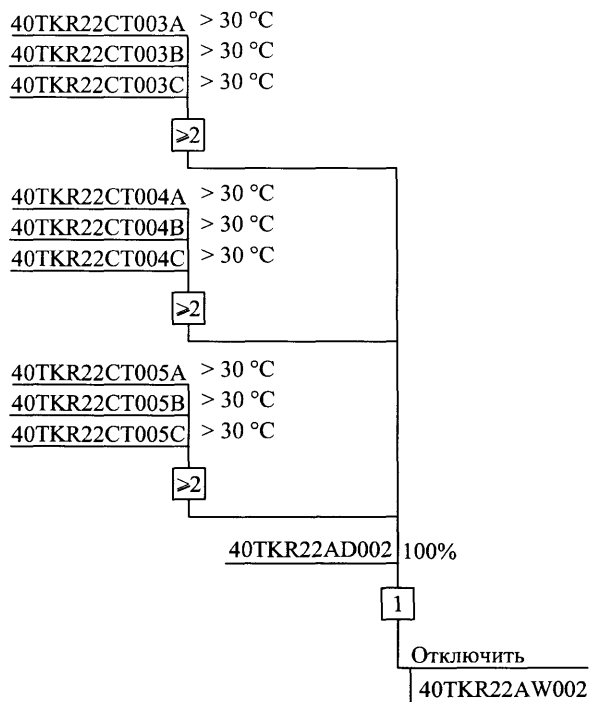 40TKR22CT003A > 30 °C
40TKR22CT003B > 30 °C
40TKR22CT003C > 30 °C
⩾2
40TKR22CT004A > 30 °C
40TKR22CT004B > 30 °C
40TKR22CT004C > 30 °C
⩾2
40TKR22CT005A > 30 °C
40TKR22CT005B > 30 °C
40TKR22CT005C > 30 °C
⩾2
40TKR22AD002 100%
1
Отключить
40TKR22AW002